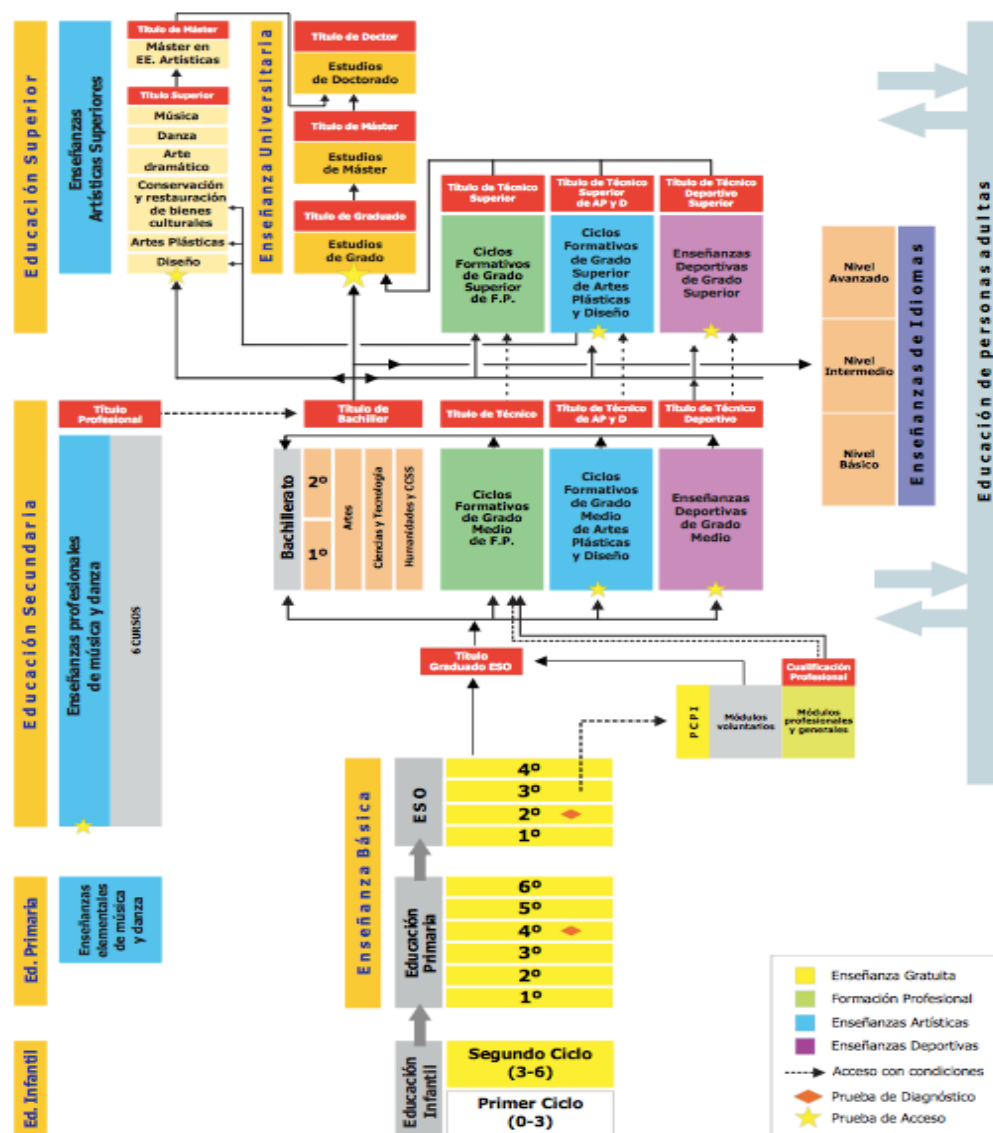 Educación Superior
Enseñanzas
Artísticas Superiores
Título de Máster
Máster en
EE. Artísticas
Título Superior
Música
Danza
Arte
dramático
Conservación
y restauración
de bienes
culturales
Artes Plásticas
Diseño
Enseñanza Universitaria
Título de Doctor
Estudios
de Doctorado
Título de Máster
Estudios
de Máster
Título de Graduado
Estudios
de Grado
Título de Técnico
Superior
Ciclos
Formativos
de Grado
Superior
de F.P.
Título de Técnico
Superior
de AP y D
Ciclos
Formativos
de Grado
Superior
de Artes
Plásticas
y Diseño
Título de Técnico
Deportivo Superior
Enseñanzas
Deportivas
de Grado
Superior
Nivel
Avanzado
Nivel
Intermedio
Nivel
Básico
Enseñanzas de Idiomas
Educación de personas adultas
Educación Secundaria
Título
Profesional
Enseñanzas profesionales
de música y danza
6 CURSOS
Título de
Bachiller
Bachillerato
2º
1º
Artes
Ciencias y Tecnología
Humanidades y CCSS
Título de Técnico
Ciclos
Formativos
de Grado
Medio
de F.P.
Título de Técnico
de AP y D
Ciclos
Formativos
de Grado
Medio
de Artes
Plásticas
y Diseño
Título de Técnico
Deportivo
Enseñanzas
Deportivas
de Grado
Medio
Título
Graduado ESO
Cualificación
Profesional
PCPI
Módulos
voluntarios
Módulos
profesionales
y generales
Enseñanza Básica
ESO
4º
3º
2º
1º
Ed. Primaria
Enseñanzas
elementales
de música
y danza
Educación
Primaria
6º
5º
4º
3º
2º
1º
Ed. Infantil
Educación
Infantil
Segundo Ciclo
(3-6)
Primer Ciclo
(0-3)
Enseñanza Gratuita
Formación Profesional
Enseñanzas Artísticas
Enseñanzas Deportivas
Acceso con condiciones
Prueba de Diagnóstico
Prueba de Acceso